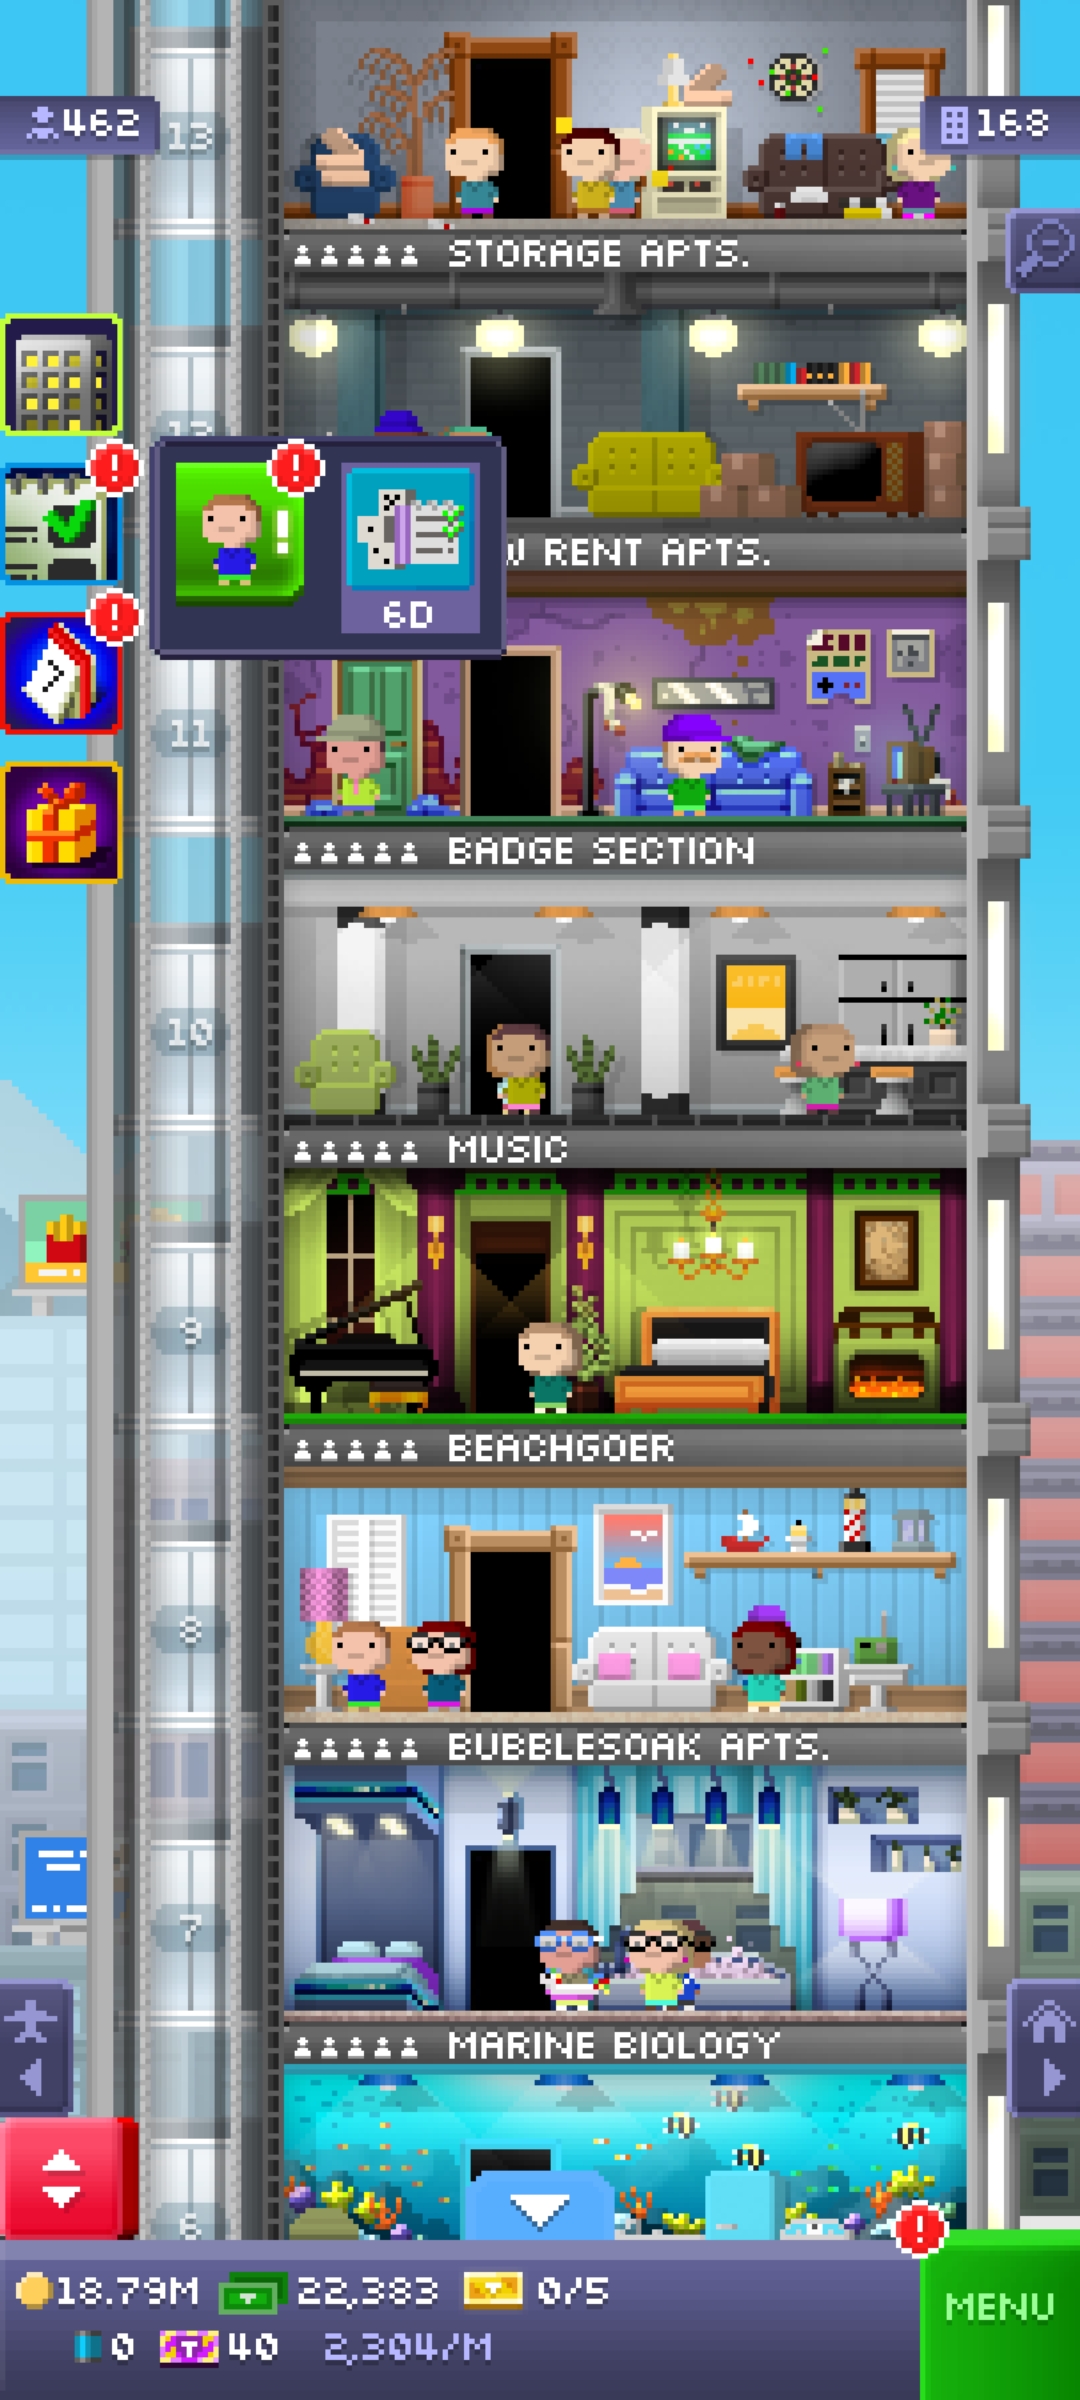 462
168
13
STORAGE APTS.
W RENT APTS.
6D
11
BADGE SECTION
10
MUSIC
9
BEACHGOER
8
BUBBLESOAK APTS.
7
MARINE BIOLOGY
6
18.79M 22,383 0/5
0 40 2,304/M
MENU